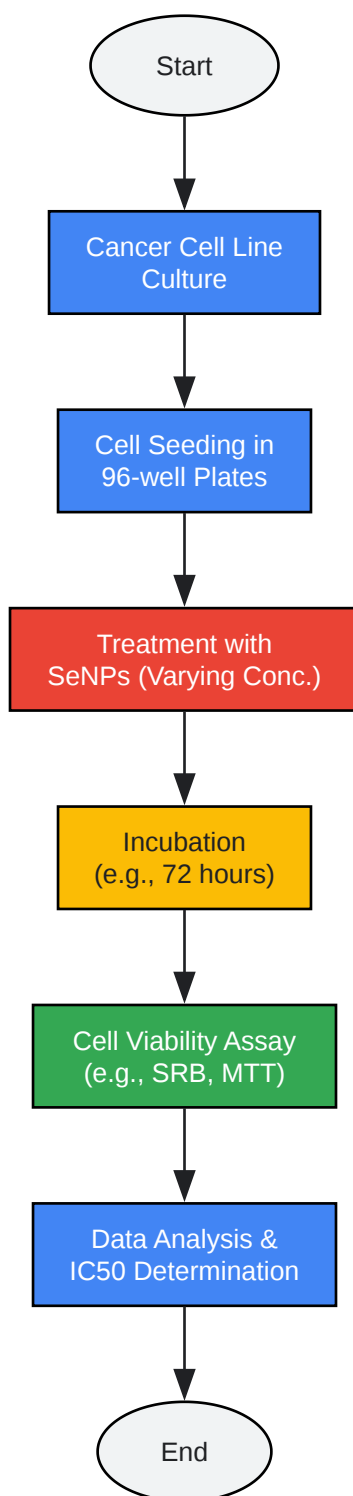 Start
Cancer Cell Line
Culture
Cell Seeding in
96-well Plates
Treatment with
SeNPs (Varying Conc.)
Incubation
(e.g., 72 hours)
Cell Viability Assay
(e.g., SRB, MTT)
Data Analysis &
IC50 Determination
End